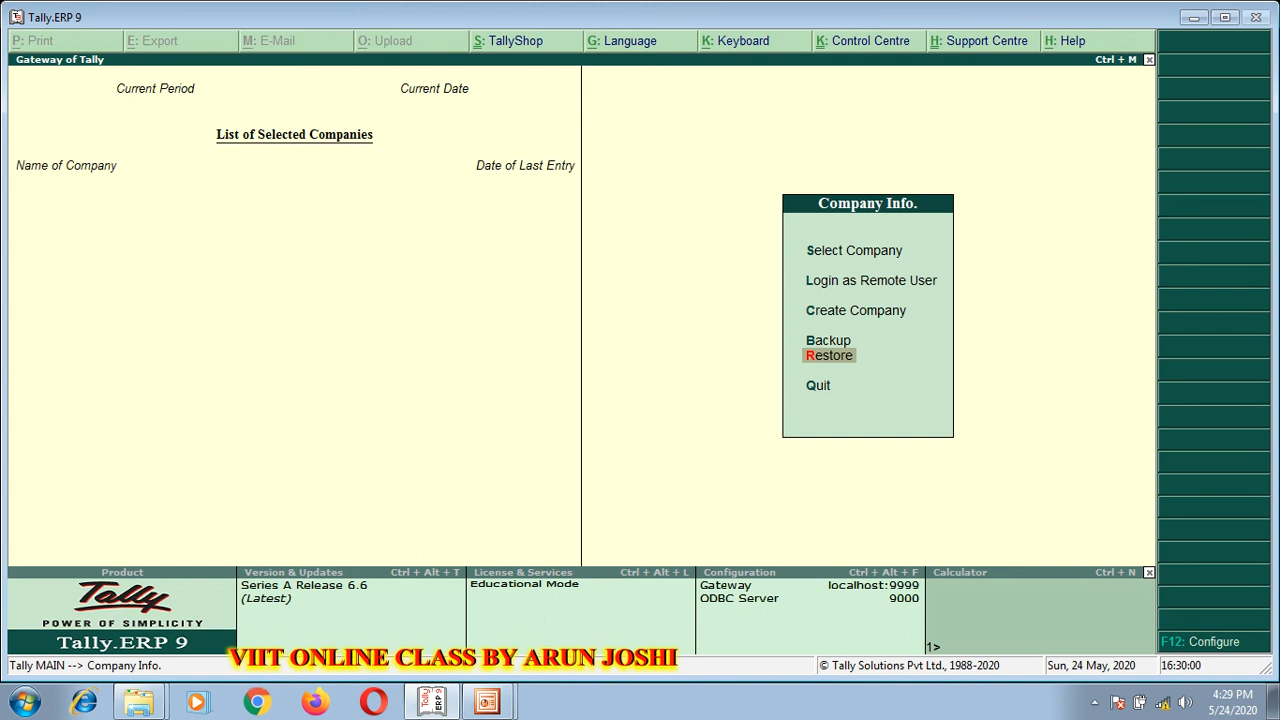 Tally.ERP 9
P: Print
E: Export
M: E-Mail
O: Upload
S: TallyShop
G: Language
K: Keyboard
K: Control Centre
H: Support Centre
H: Help
Gateway of Tally
Ctrl + M
Current Period
Current Date
List of Selected Companies
Name of Company
Date of Last Entry
Company Info.
Select Company
Login as Remote User
Create Company
Backup
Restore
Quit
Product
Version & Updates
Ctrl + Alt + T
License & Services
Ctrl + Alt + L
Configuration
Ctrl + Alt + F
Calculator
Ctrl + N
Tally
POWER OF SIMPLICITY
Tally.ERP 9
Series A Release 6.6
(Latest)
Educational Mode
Gateway
localhost:9999
ODBC Server
9000
1>
F12: Configure
VIIT ONLINE CLASS BY ARUN JOSHI
Tally MAIN --> Company Info.
© Tally Solutions Pvt Ltd., 1988-2020
Sun, 24 May, 2020
16:30:00
Tally
ERP 9
4:29 PM
5/24/2020